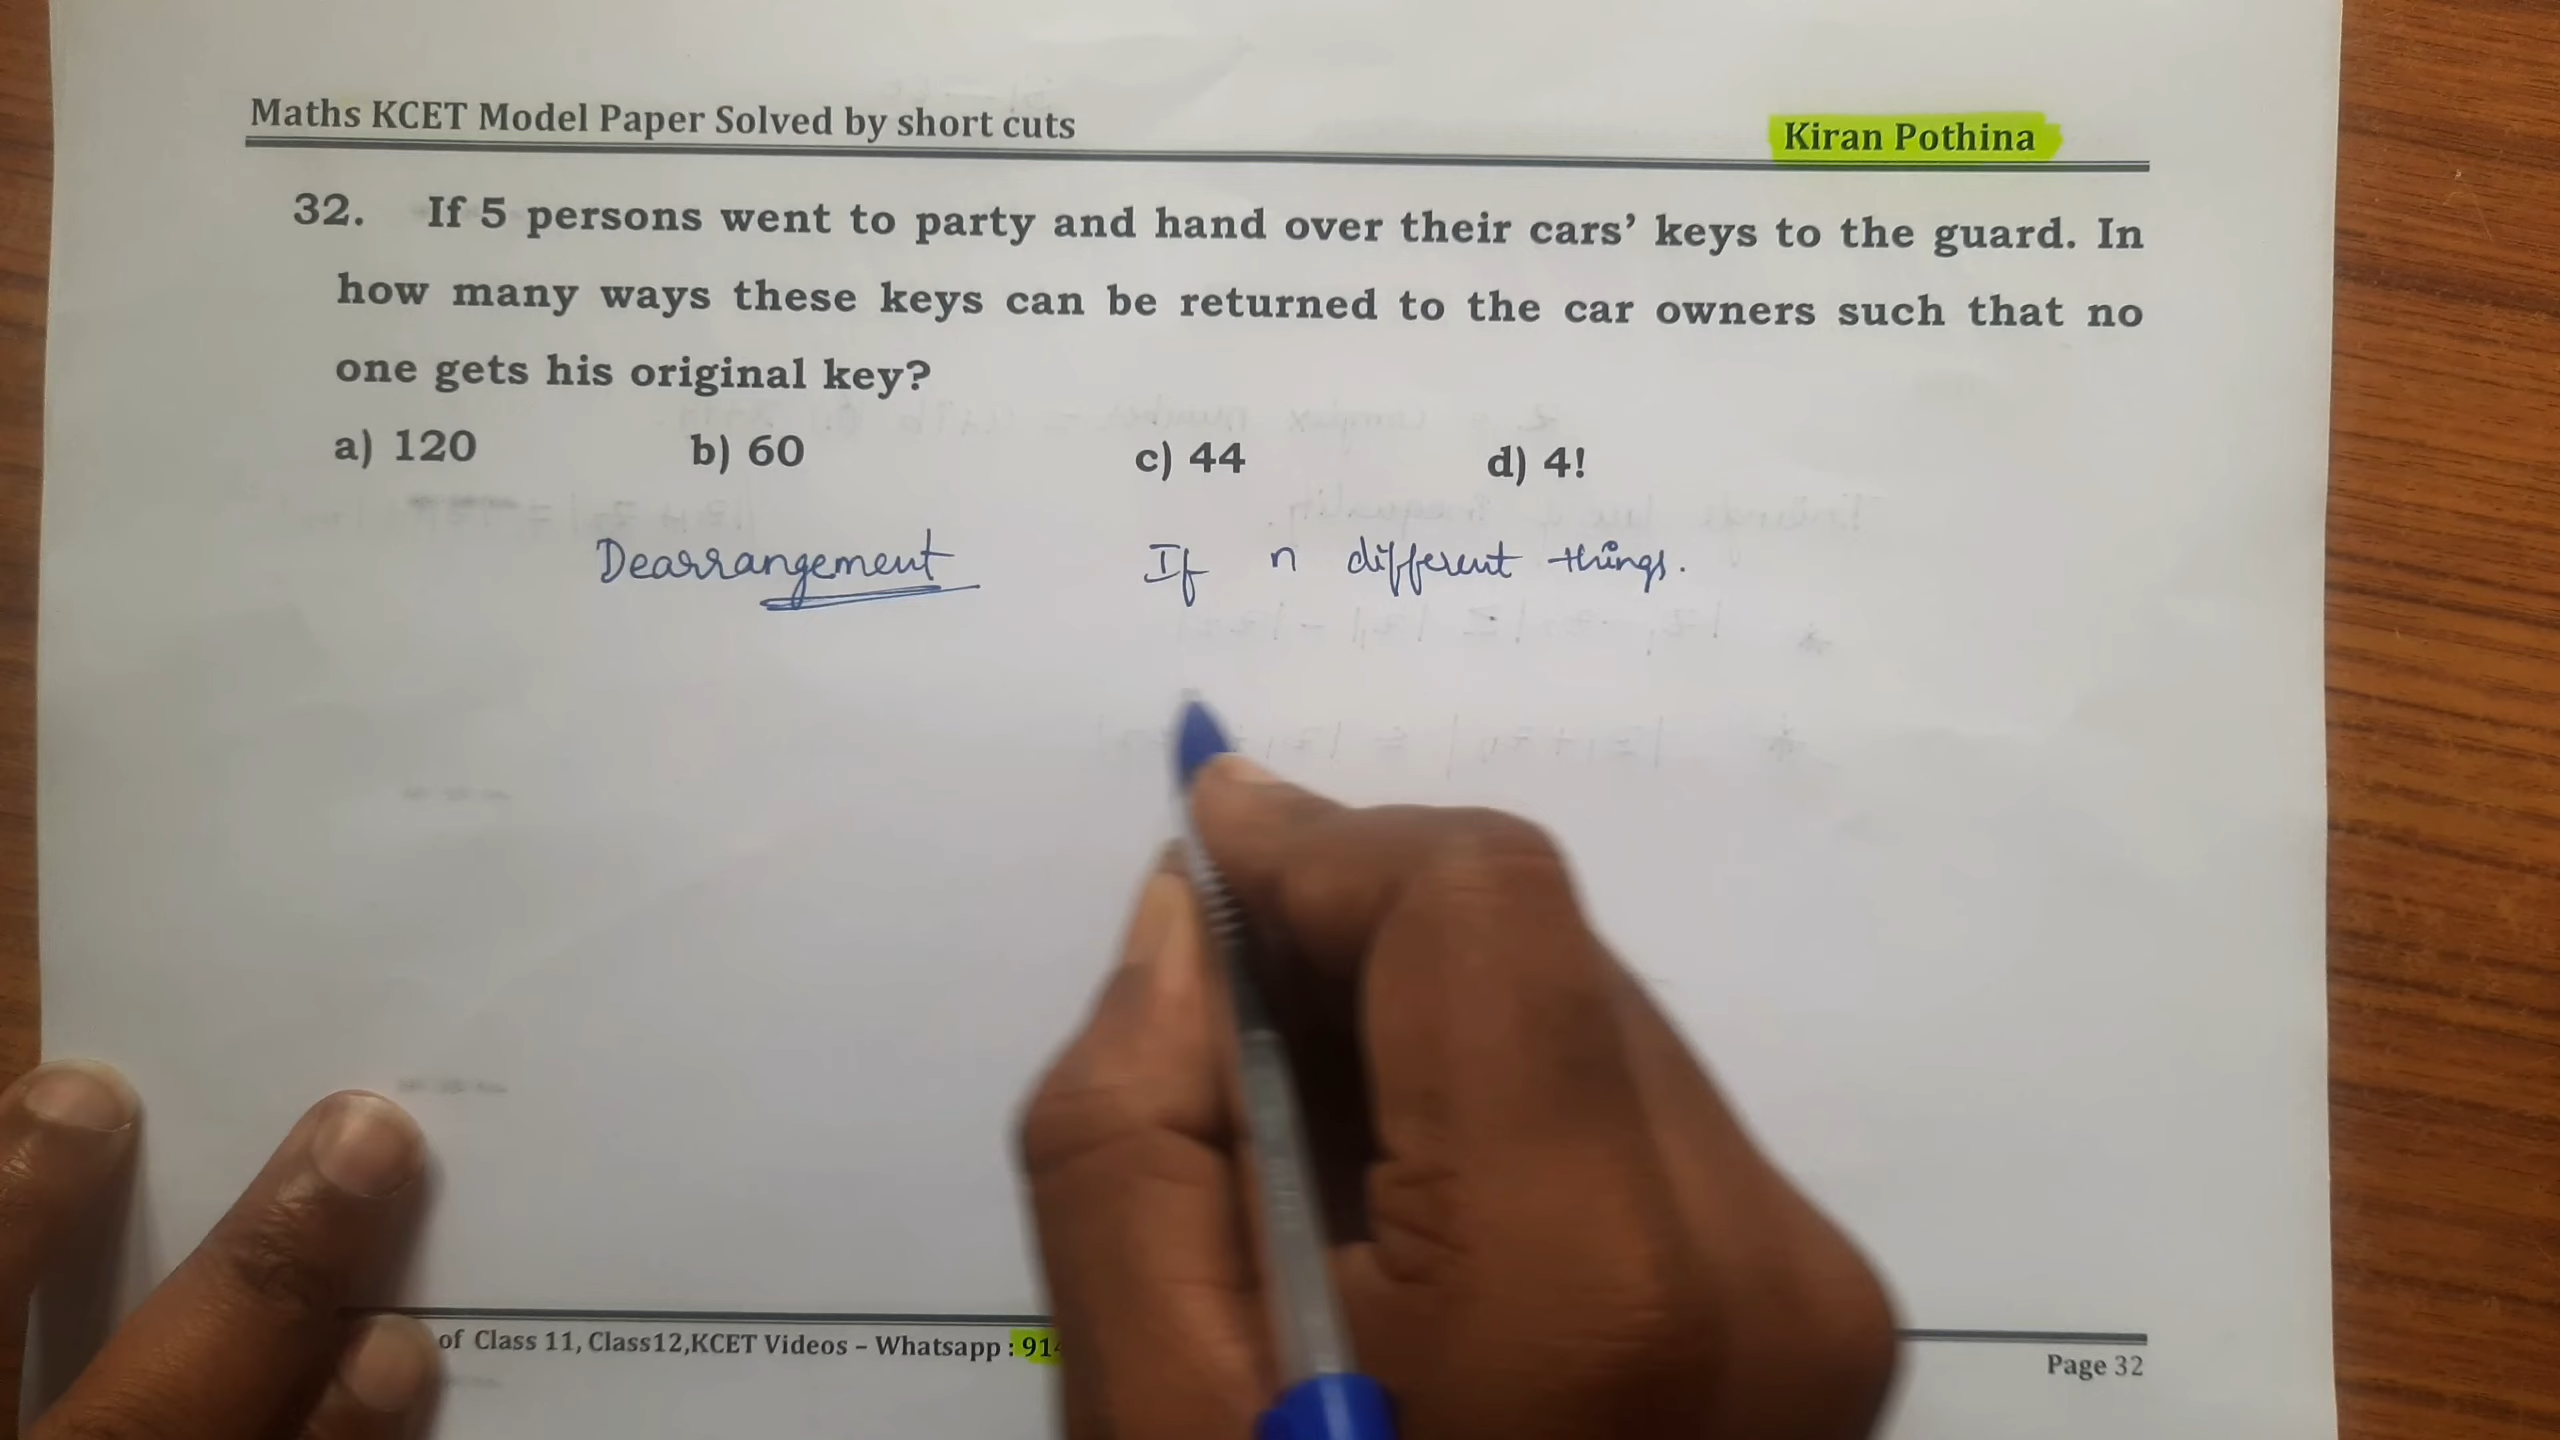 Maths KCET Model Paper Solved by short cuts
Kiran Pothina
32. If 5 persons went to party and hand over their cars’ keys to the guard. In
how many ways these keys can be returned to the car owners such that no
one gets his original key?
a) 120 b) 60 c) 44 d) 4!
Dearrangement If n different things.
of Class 11, Class12,KCET Videos – Whatsapp : 914
Page 32